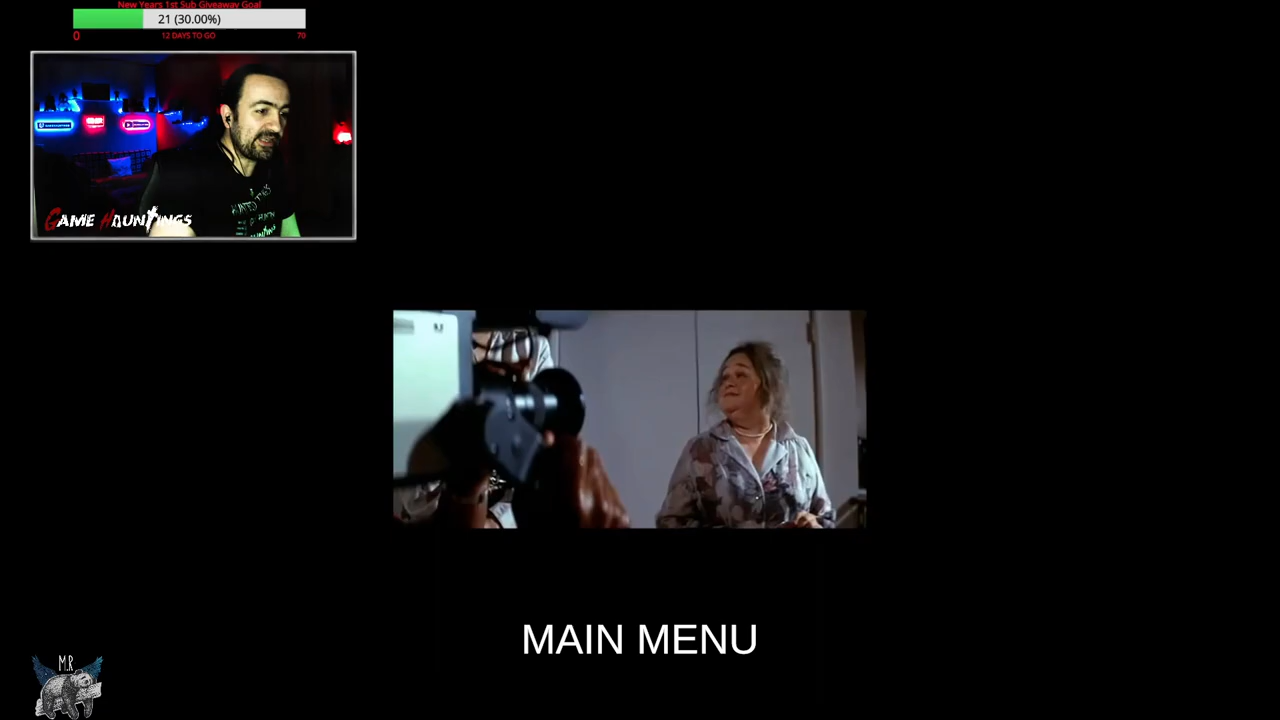 New Years 1st Sub Giveaway Goal
21 (30.00%)
0
12 DAYS TO GO
70
GAME HAUNTINGS
MAIN MENU
M.R